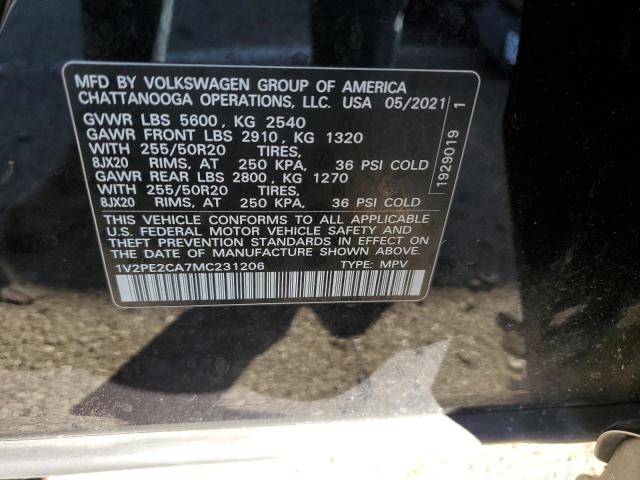 MFD BY VOLKSWAGEN GROUP OF AMERICA
CHATTANOOGA OPERATIONS, LLC. USA 05/2021
GVWR LBS 5600, KG 2540
GAWR FRONT LBS 2910, KG 1320
WITH 255/50R20 TIRES,
8JX20 RIMS, AT 250 KPA, 36 PSI COLD
GAWR REAR LBS 2800, KG 1270
WITH 255/50R20 TIRES,
8JX20 RIMS, AT 250 KPA, 36 PSI COLD
THIS VEHICLE CONFORMS TO ALL APPLICABLE
U.S. FEDERAL MOTOR VEHICLE SAFETY AND
THEFT PREVENTION STANDARDS IN EFFECT ON
THE DATE OF MANUFACTURE SHOWN ABOVE.
1V2PE2CA7MC231206 TYPE: MPV
1929019 1